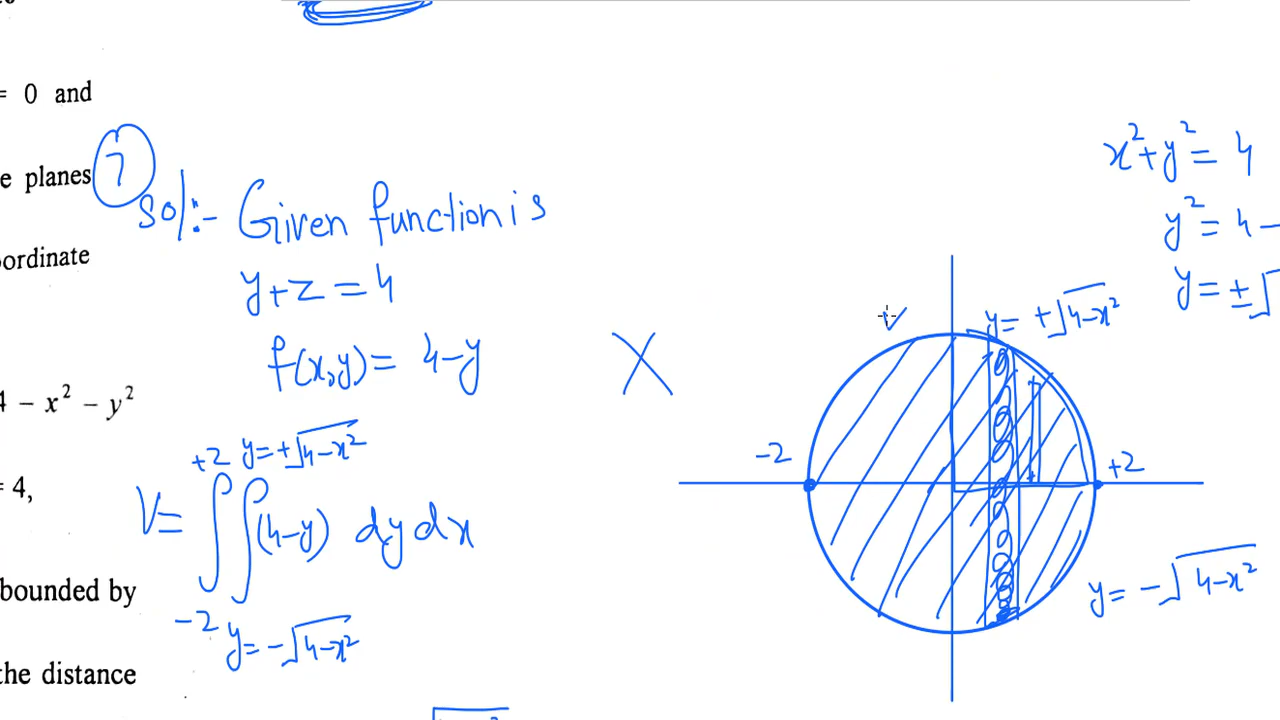 = 0 and
e planes
ordinate
4 − x² − y²
= 4,
bounded by
the distance
7
Sol:- Given function is
y+z=4
f(x,y)= 4-y
+2 y=+√4-x²
V= ∫∫(4-y) dy dx
-2 y=-√4-x²
x²+y²=4
y²=4-
y=±√
y= +√4-x²
-2
+2
y= -√4-x²